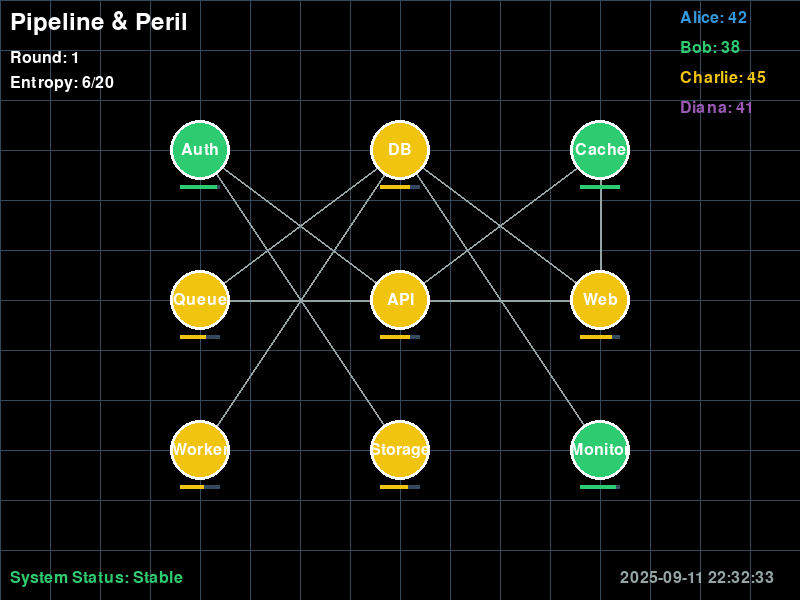 Pipeline & Peril
Round: 1
Entropy: 6/20
Alice: 42
Bob: 38
Charlie: 45
Diana: 41
Auth
DB
Cache
Queue
API
Web
Worker
Storage
Monitor
System Status: Stable
2025-09-11 22:32:33